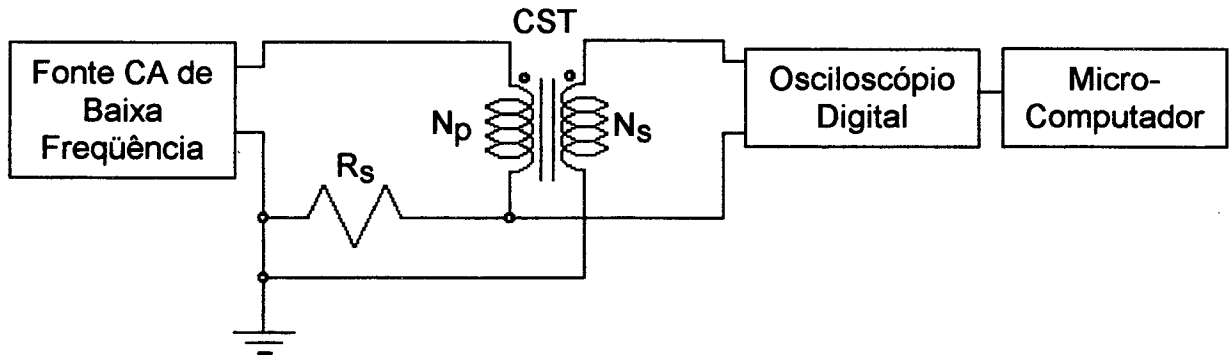 CST
Fonte CA de
Baixa
Freqüência
Osciloscópio
Digital
Micro-
Computador
Np
Ns
Rs